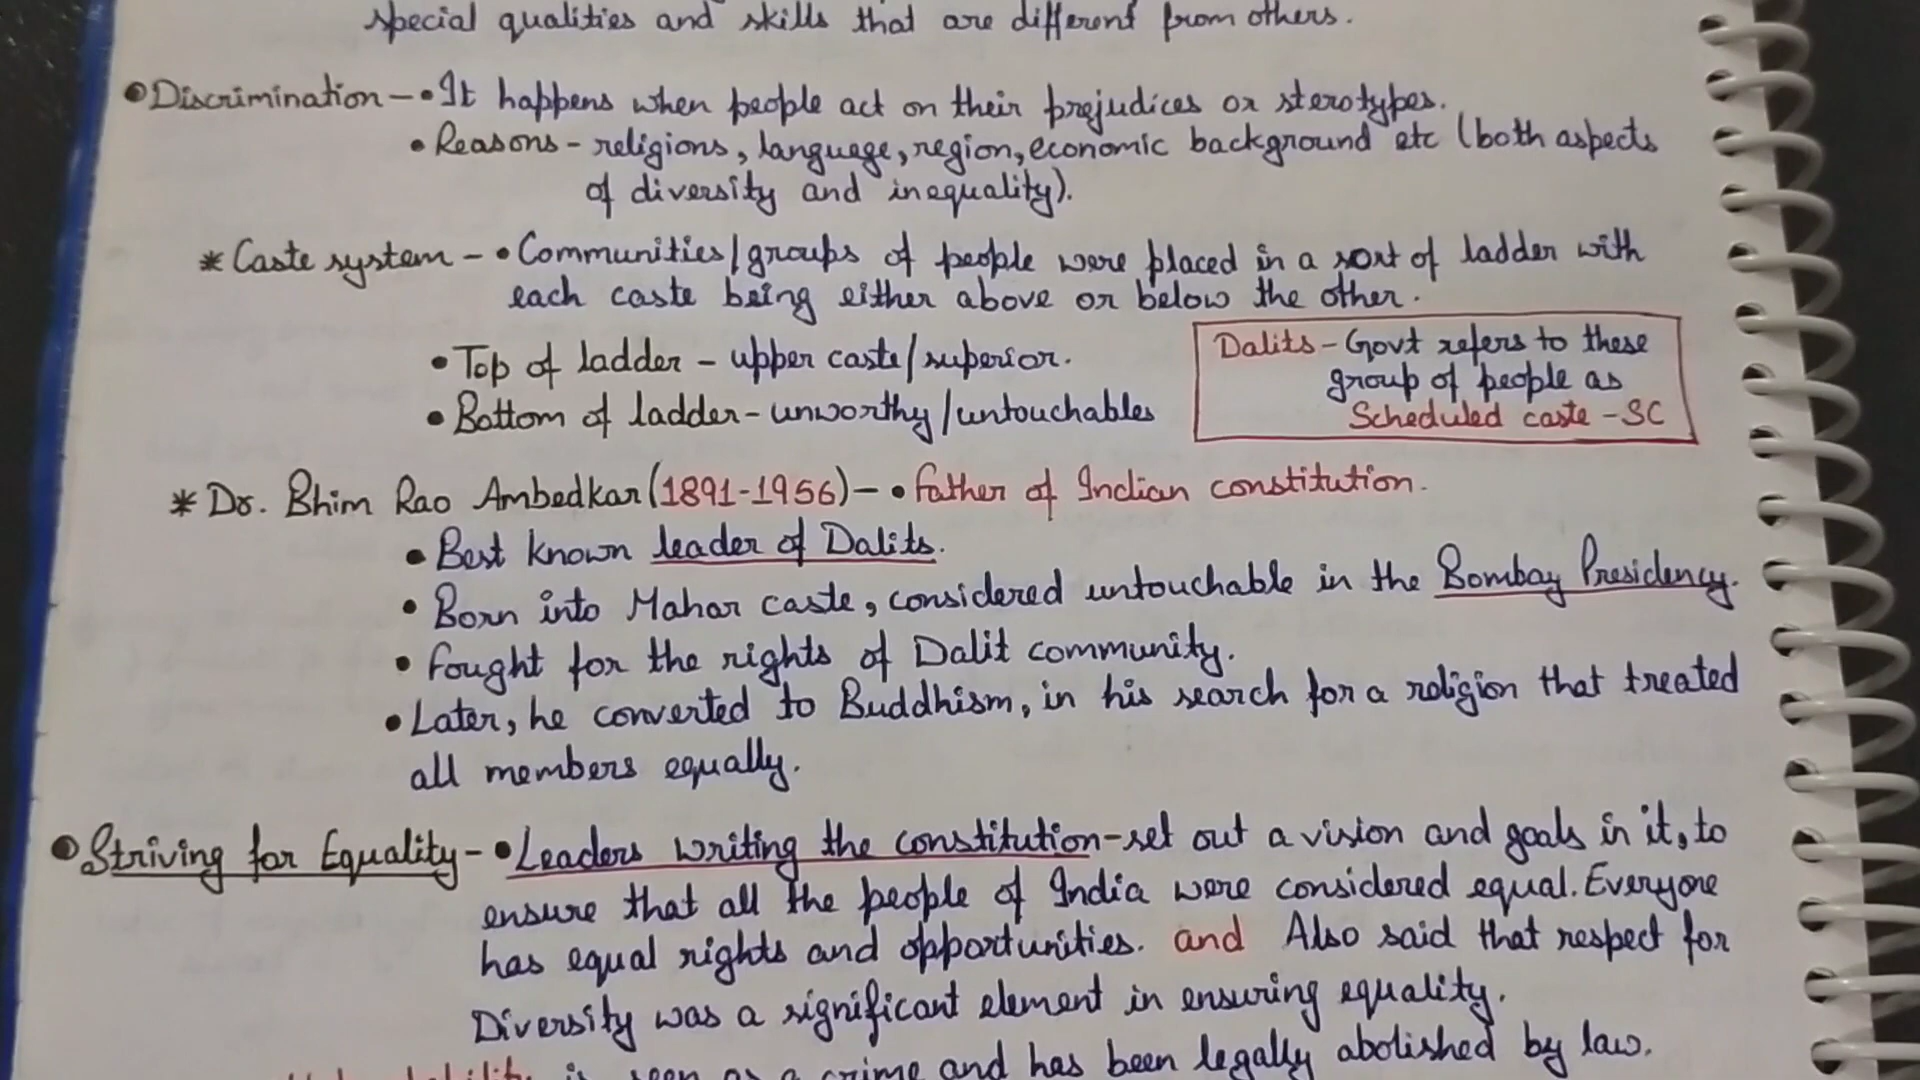 special qualities and skills that are different from others.
• Discrimination - • It happens when people act on their prejudices or sterotypes.
• Reasons - religions, language, region, economic background etc (both aspects
of diversity and inequality).
* Caste system - • Communities/groups of people were placed in a sort of ladder with
each caste being either above or below the other.
• Top of ladder - upper caste/superior.
• Bottom of ladder - unworthy/untouchables
Dalits - Govt refers to these
group of people as
Scheduled caste - SC
* Dr. Bhim Rao Ambedkar (1891-1956) - • Father of Indian constitution.
• Best known leader of Dalits.
• Born into Mahar caste, considered untouchable in the Bombay Presidency.
• Fought for the rights of Dalit community.
• Later, he converted to Buddhism, in his search for a religion that treated
all members equally.
• Striving for Equality - • Leaders writing the constitution - set out a vision and goals in it, to
ensure that all the people of India were considered equal. Everyone
has equal rights and opportunities. and Also said that respect for
Diversity was a significant element in ensuring equality.
is seen as a crime and has been legally abolished by law.